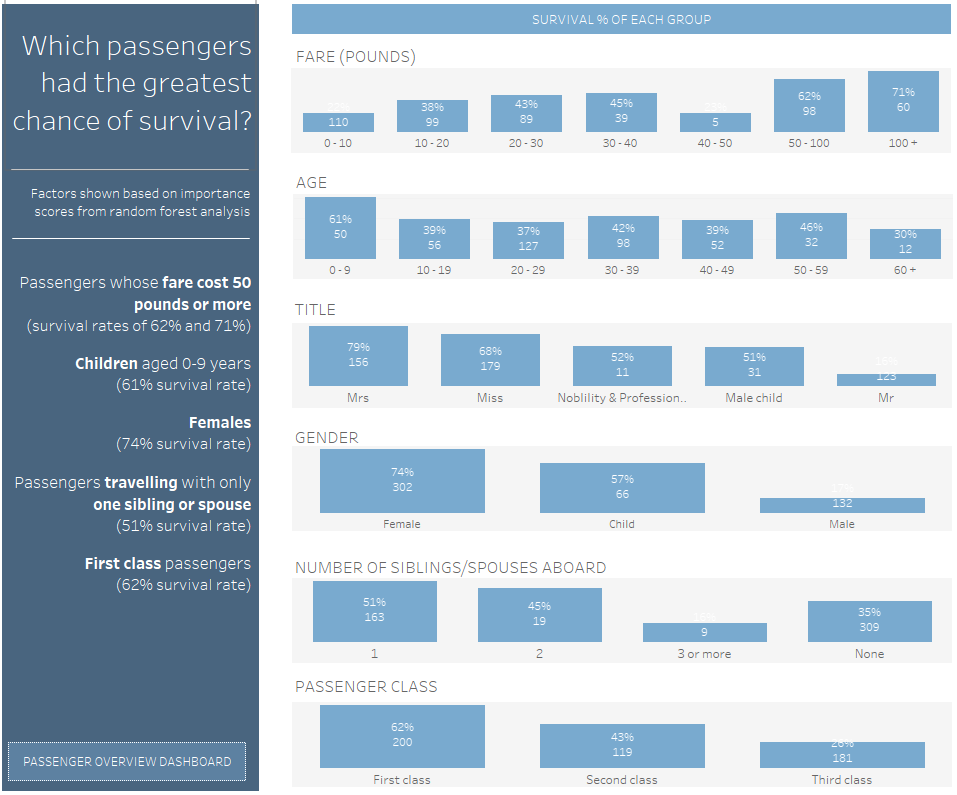 Which passengers
had the greatest
chance of survival?
Factors shown based on importance
scores from random forest analysis
Passengers whose fare cost 50
pounds or more
(survival rates of 62% and 71%)
Children aged 0-9 years
(61% survival rate)
Females
(74% survival rate)
Passengers travelling with only
one sibling or spouse
(51% survival rate)
First class passengers
(62% survival rate)
PASSENGER OVERVIEW DASHBOARD
SURVIVAL % OF EACH GROUP
FARE (POUNDS)
38% 43% 45% 62% 71%
110 99 89 39 5 98 60
0 - 10 10 - 20 20 - 30 30 - 40 40 - 50 50 - 100 100 +
AGE
61% 39% 37% 42% 39% 46% 30%
50 56 127 98 52 32 12
0 - 9 10 - 19 20 - 29 30 - 39 40 - 49 50 - 59 60 +
TITLE
79% 68% 52% 51%
156 179 11 31 123
Mrs Miss Noblility & Profession.. Male child Mr
GENDER
74% 57%
302 66 132
Female Child Male
NUMBER OF SIBLINGS/SPOUSES ABOARD
51% 45% 35%
163 19 9 309
1 2 3 or more None
PASSENGER CLASS
62% 43% 26%
200 119 181
First class Second class Third class